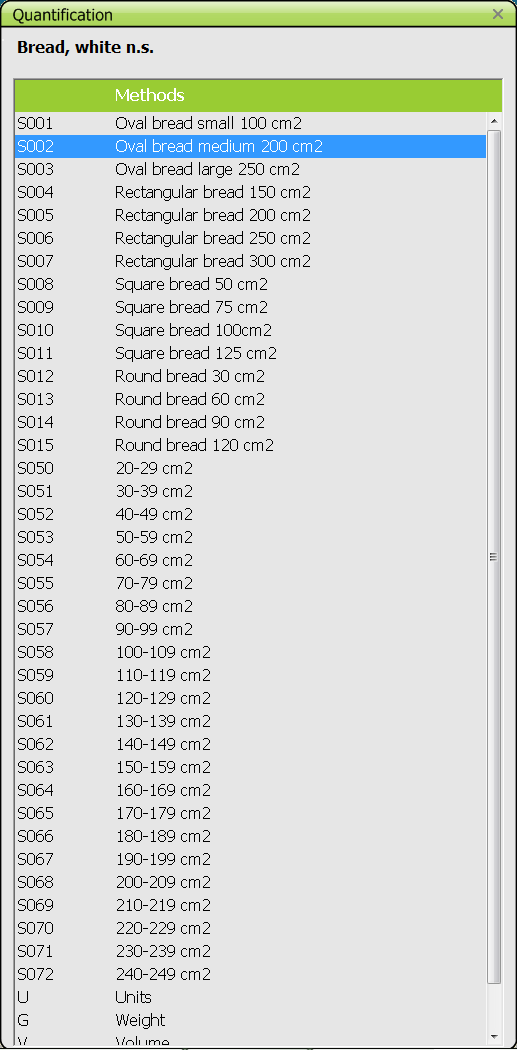 Quantification
Bread, white n.s.
Methods
S001 Oval bread small 100 cm2
S002 Oval bread medium 200 cm2
S003 Oval bread large 250 cm2
S004 Rectangular bread 150 cm2
S005 Rectangular bread 200 cm2
S006 Rectangular bread 250 cm2
S007 Rectangular bread 300 cm2
S008 Square bread 50 cm2
S009 Square bread 75 cm2
S010 Square bread 100cm2
S011 Square bread 125 cm2
S012 Round bread 30 cm2
S013 Round bread 60 cm2
S014 Round bread 90 cm2
S015 Round bread 120 cm2
S050 20-29 cm2
S051 30-39 cm2
S052 40-49 cm2
S053 50-59 cm2
S054 60-69 cm2
S055 70-79 cm2
S056 80-89 cm2
S057 90-99 cm2
S058 100-109 cm2
S059 110-119 cm2
S060 120-129 cm2
S061 130-139 cm2
S062 140-149 cm2
S063 150-159 cm2
S064 160-169 cm2
S065 170-179 cm2
S066 180-189 cm2
S067 190-199 cm2
S068 200-209 cm2
S069 210-219 cm2
S070 220-229 cm2
S071 230-239 cm2
S072 240-249 cm2
U Units
G Weight
V Volume